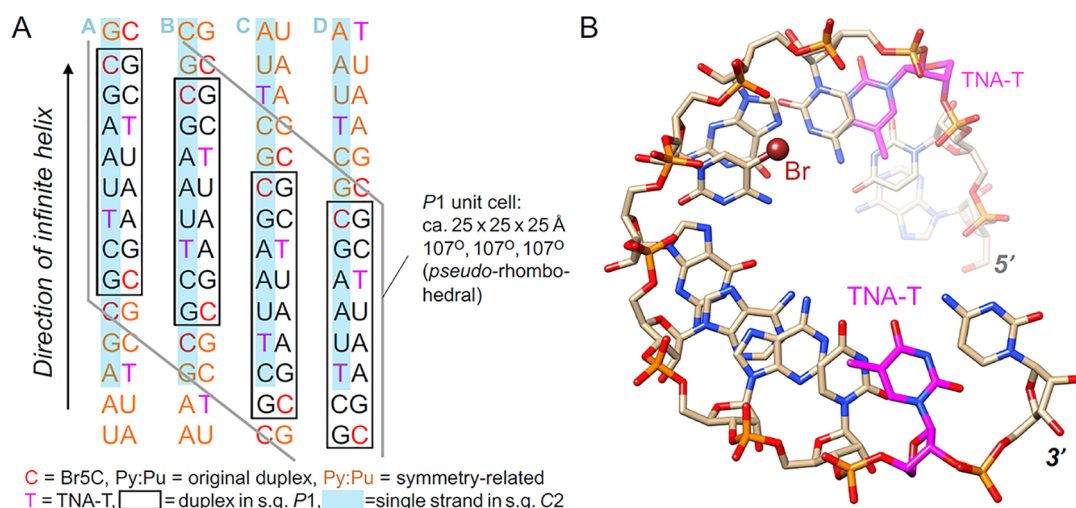 A
B
A B C D
GC CG AU AT
CG GC UA AU
GC CG TA UA
AT GC CG TA
AU AT GC CG
UA AU CG GC
TA UA GC CG
CG TA AT GC
GC CG AU AT
CG GC UA AU
GC CG TA UA
AT GC CG TA
AU AT GC CG
UA AU CG GC
Direction of infinite helix
P1 unit cell:
ca. 25 x 25 x 25 Å
107º, 107º, 107º
(pseudo-rhombo-
hedral)
C = Br5C, Py:Pu = original duplex, Py:Pu = symmetry-related
T = TNA-T, = duplex in s.g. P1, =single strand in s.g. C2
TNA-T
Br
5'
TNA-T
3'